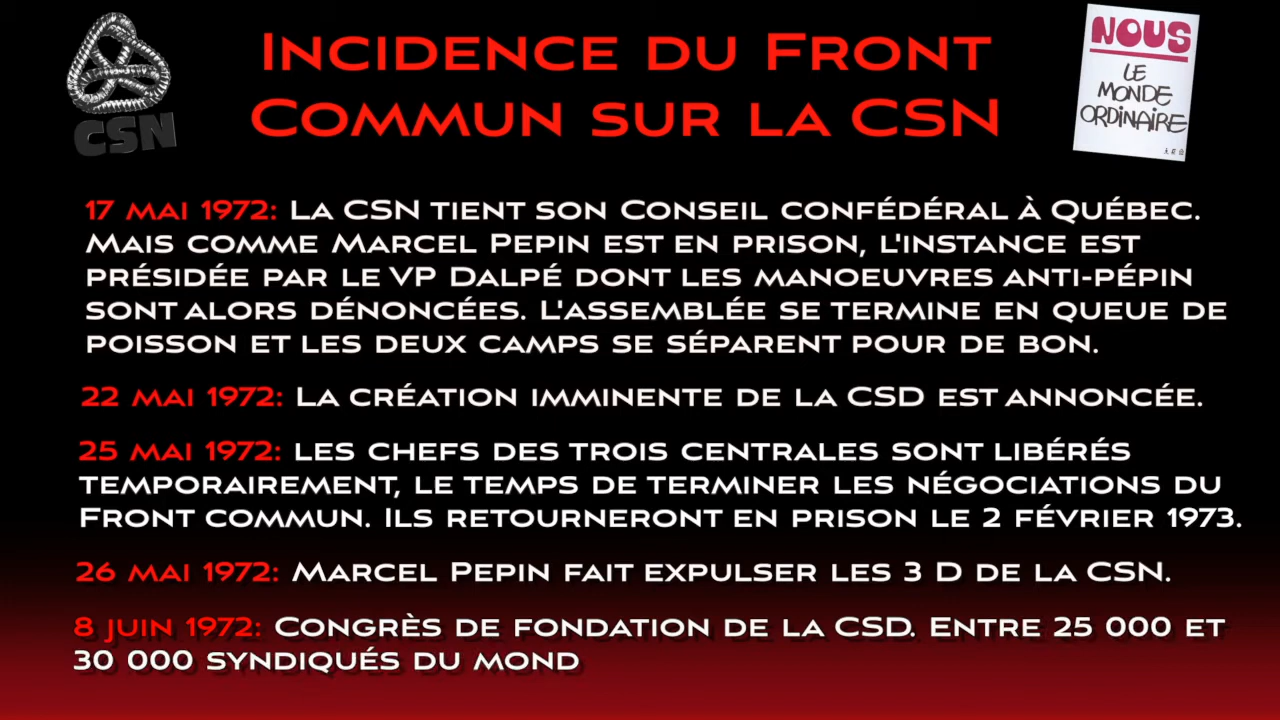 CSN
INCIDENCE DU FRONT
COMMUN SUR LA CSN
NOUS
LE
MONDE
ORDINAIRE
17 MAI 1972: LA CSN TIENT SON CONSEIL CONFÉDÉRAL À QUÉBEC.
MAIS COMME MARCEL PEPIN EST EN PRISON, L'INSTANCE EST
PRÉSIDÉE PAR LE VP DALPÉ DONT LES MANOEUVRES ANTI-PÉPIN
SONT ALORS DÉNONCÉES. L'ASSEMBLÉE SE TERMINE EN QUEUE DE
POISSON ET LES DEUX CAMPS SE SÉPARENT POUR DE BON.
22 MAI 1972: LA CRÉATION IMMINENTE DE LA CSD EST ANNONCÉE.
25 MAI 1972: LES CHEFS DES TROIS CENTRALES SONT LIBÉRÉS
TEMPORAIREMENT, LE TEMPS DE TERMINER LES NÉGOCIATIONS DU
FRONT COMMUN. ILS RETOURNERONT EN PRISON LE 2 FÉVRIER 1973.
26 MAI 1972: MARCEL PEPIN FAIT EXPULSER LES 3 D DE LA CSN.
8 JUIN 1972: CONGRÈS DE FONDATION DE LA CSD. ENTRE 25 000 ET
30 000 SYNDIQUÉS DU MOND